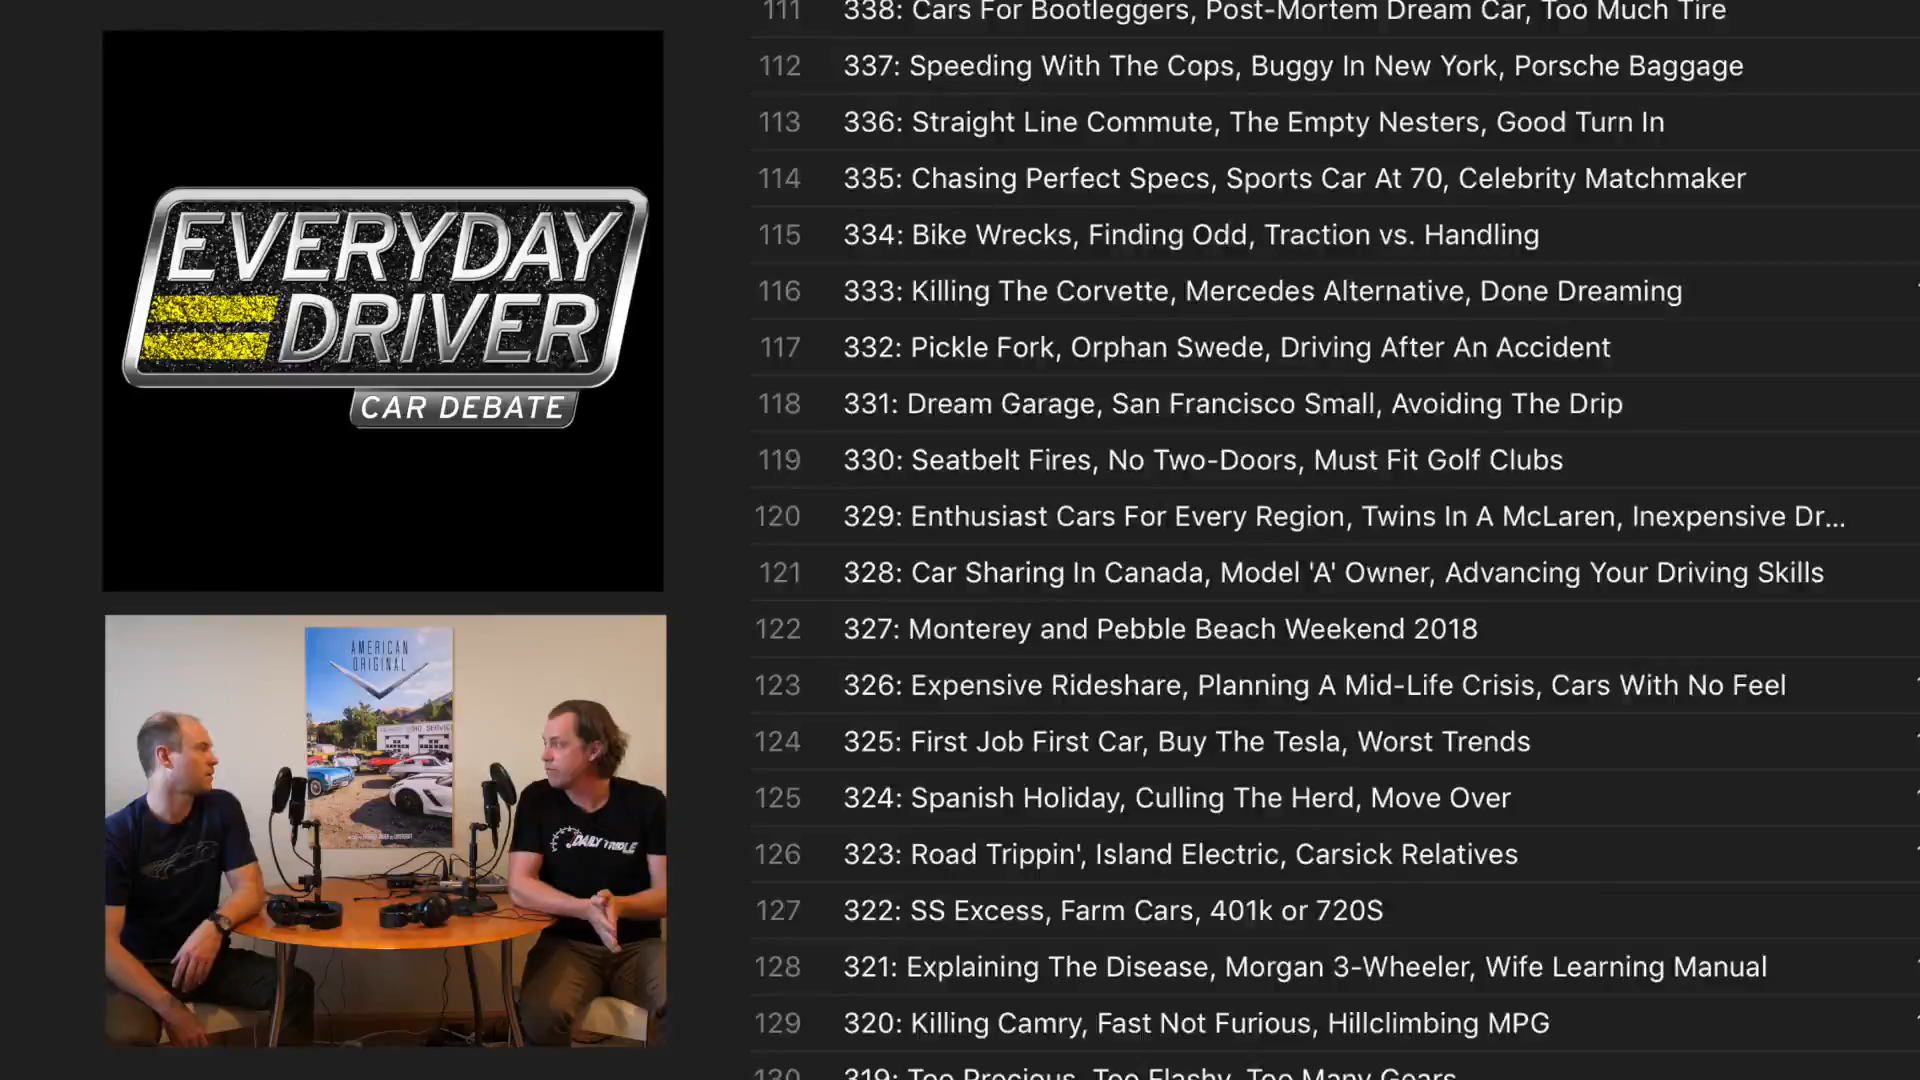 EVERYDAY
DRIVER
CAR DEBATE
AMERICAN
ORIGINAL
DAILY TRIPLE
111 338: Cars For Bootleggers, Post-Mortem Dream Car, Too Much Tire
112 337: Speeding With The Cops, Buggy In New York, Porsche Baggage
113 336: Straight Line Commute, The Empty Nesters, Good Turn In
114 335: Chasing Perfect Specs, Sports Car At 70, Celebrity Matchmaker
115 334: Bike Wrecks, Finding Odd, Traction vs. Handling
116 333: Killing The Corvette, Mercedes Alternative, Done Dreaming
117 332: Pickle Fork, Orphan Swede, Driving After An Accident
118 331: Dream Garage, San Francisco Small, Avoiding The Drip
119 330: Seatbelt Fires, No Two-Doors, Must Fit Golf Clubs
120 329: Enthusiast Cars For Every Region, Twins In A McLaren, Inexpensive Dr...
121 328: Car Sharing In Canada, Model 'A' Owner, Advancing Your Driving Skills
122 327: Monterey and Pebble Beach Weekend 2018
123 326: Expensive Rideshare, Planning A Mid-Life Crisis, Cars With No Feel
124 325: First Job First Car, Buy The Tesla, Worst Trends
125 324: Spanish Holiday, Culling The Herd, Move Over
126 323: Road Trippin', Island Electric, Carsick Relatives
127 322: SS Excess, Farm Cars, 401k or 720S
128 321: Explaining The Disease, Morgan 3-Wheeler, Wife Learning Manual
129 320: Killing Camry, Fast Not Furious, Hillclimbing MPG
130 319: Too Precious, Too Flashy, Too Many Gears